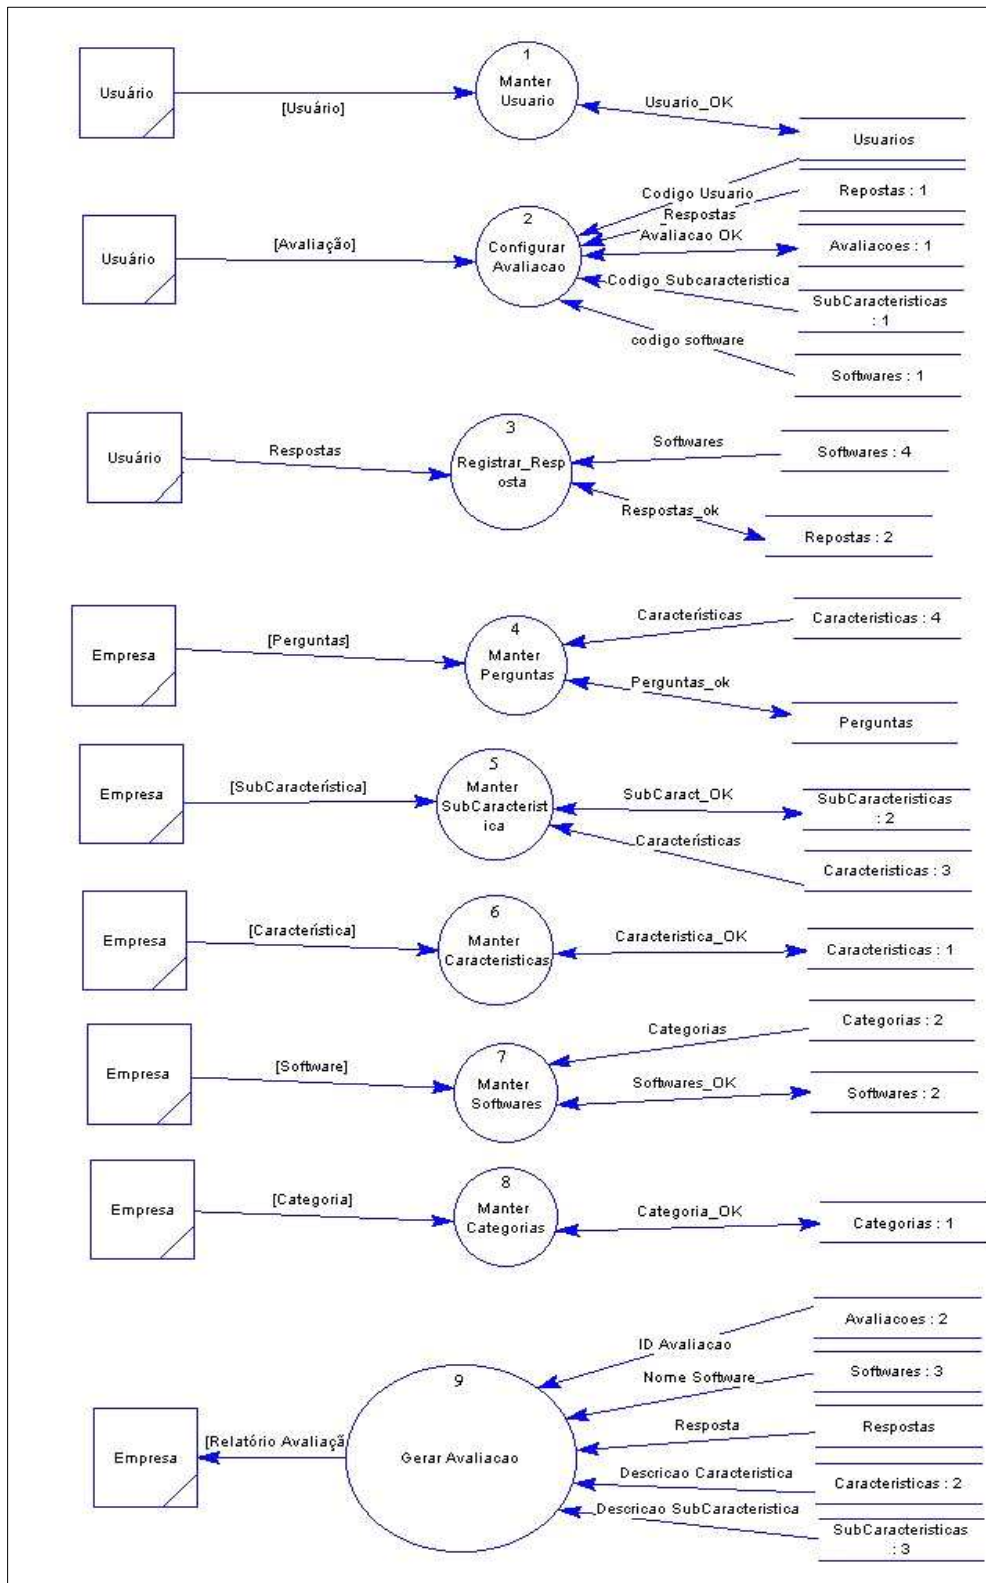 1
Manter
Usuario
Usuário
[Usuário]
Usuario_OK
Usuarios
Codigo Usuario
Repostas : 1
Respostas
2
Configurar
Avaliacao
Usuário
[Avaliação]
Avaliacao OK
Avaliacoes : 1
Codigo Subcaracteristica
SubCaracteristicas
: 1
codigo software
Softwares : 1
3
Registrar_Resp
osta
Usuário
Respostas
Softwares
Softwares : 4
Respostas_ok
Repostas : 2
4
Manter
Perguntas
Empresa
[Perguntas]
Características
Caracteristicas : 4
Perguntas_ok
Perguntas
5
Manter
SubCaracterist
ica
Empresa
[SubCaracterística]
SubCaract_OK
SubCaracteristicas
: 2
Características
Caracteristicas : 3
6
Manter
Caracteristicas
Empresa
[Característica]
Caracteristica_OK
Caracteristicas : 1
7
Manter
Softwares
Empresa
[Software]
Categorias
Categorias : 2
Softwares_OK
Softwares : 2
8
Manter
Categorias
Empresa
[Categoria]
Categoria_OK
Categorias : 1
9
Gerar Avaliacao
Empresa
[Relatório Avaliaçã
ID Avaliacao
Avaliacoes : 2
Nome Software
Softwares : 3
Resposta
Respostas
Descricao Caracteristica
Caracteristicas : 2
Descricao SubCaracteristica
SubCaracteristicas
: 3